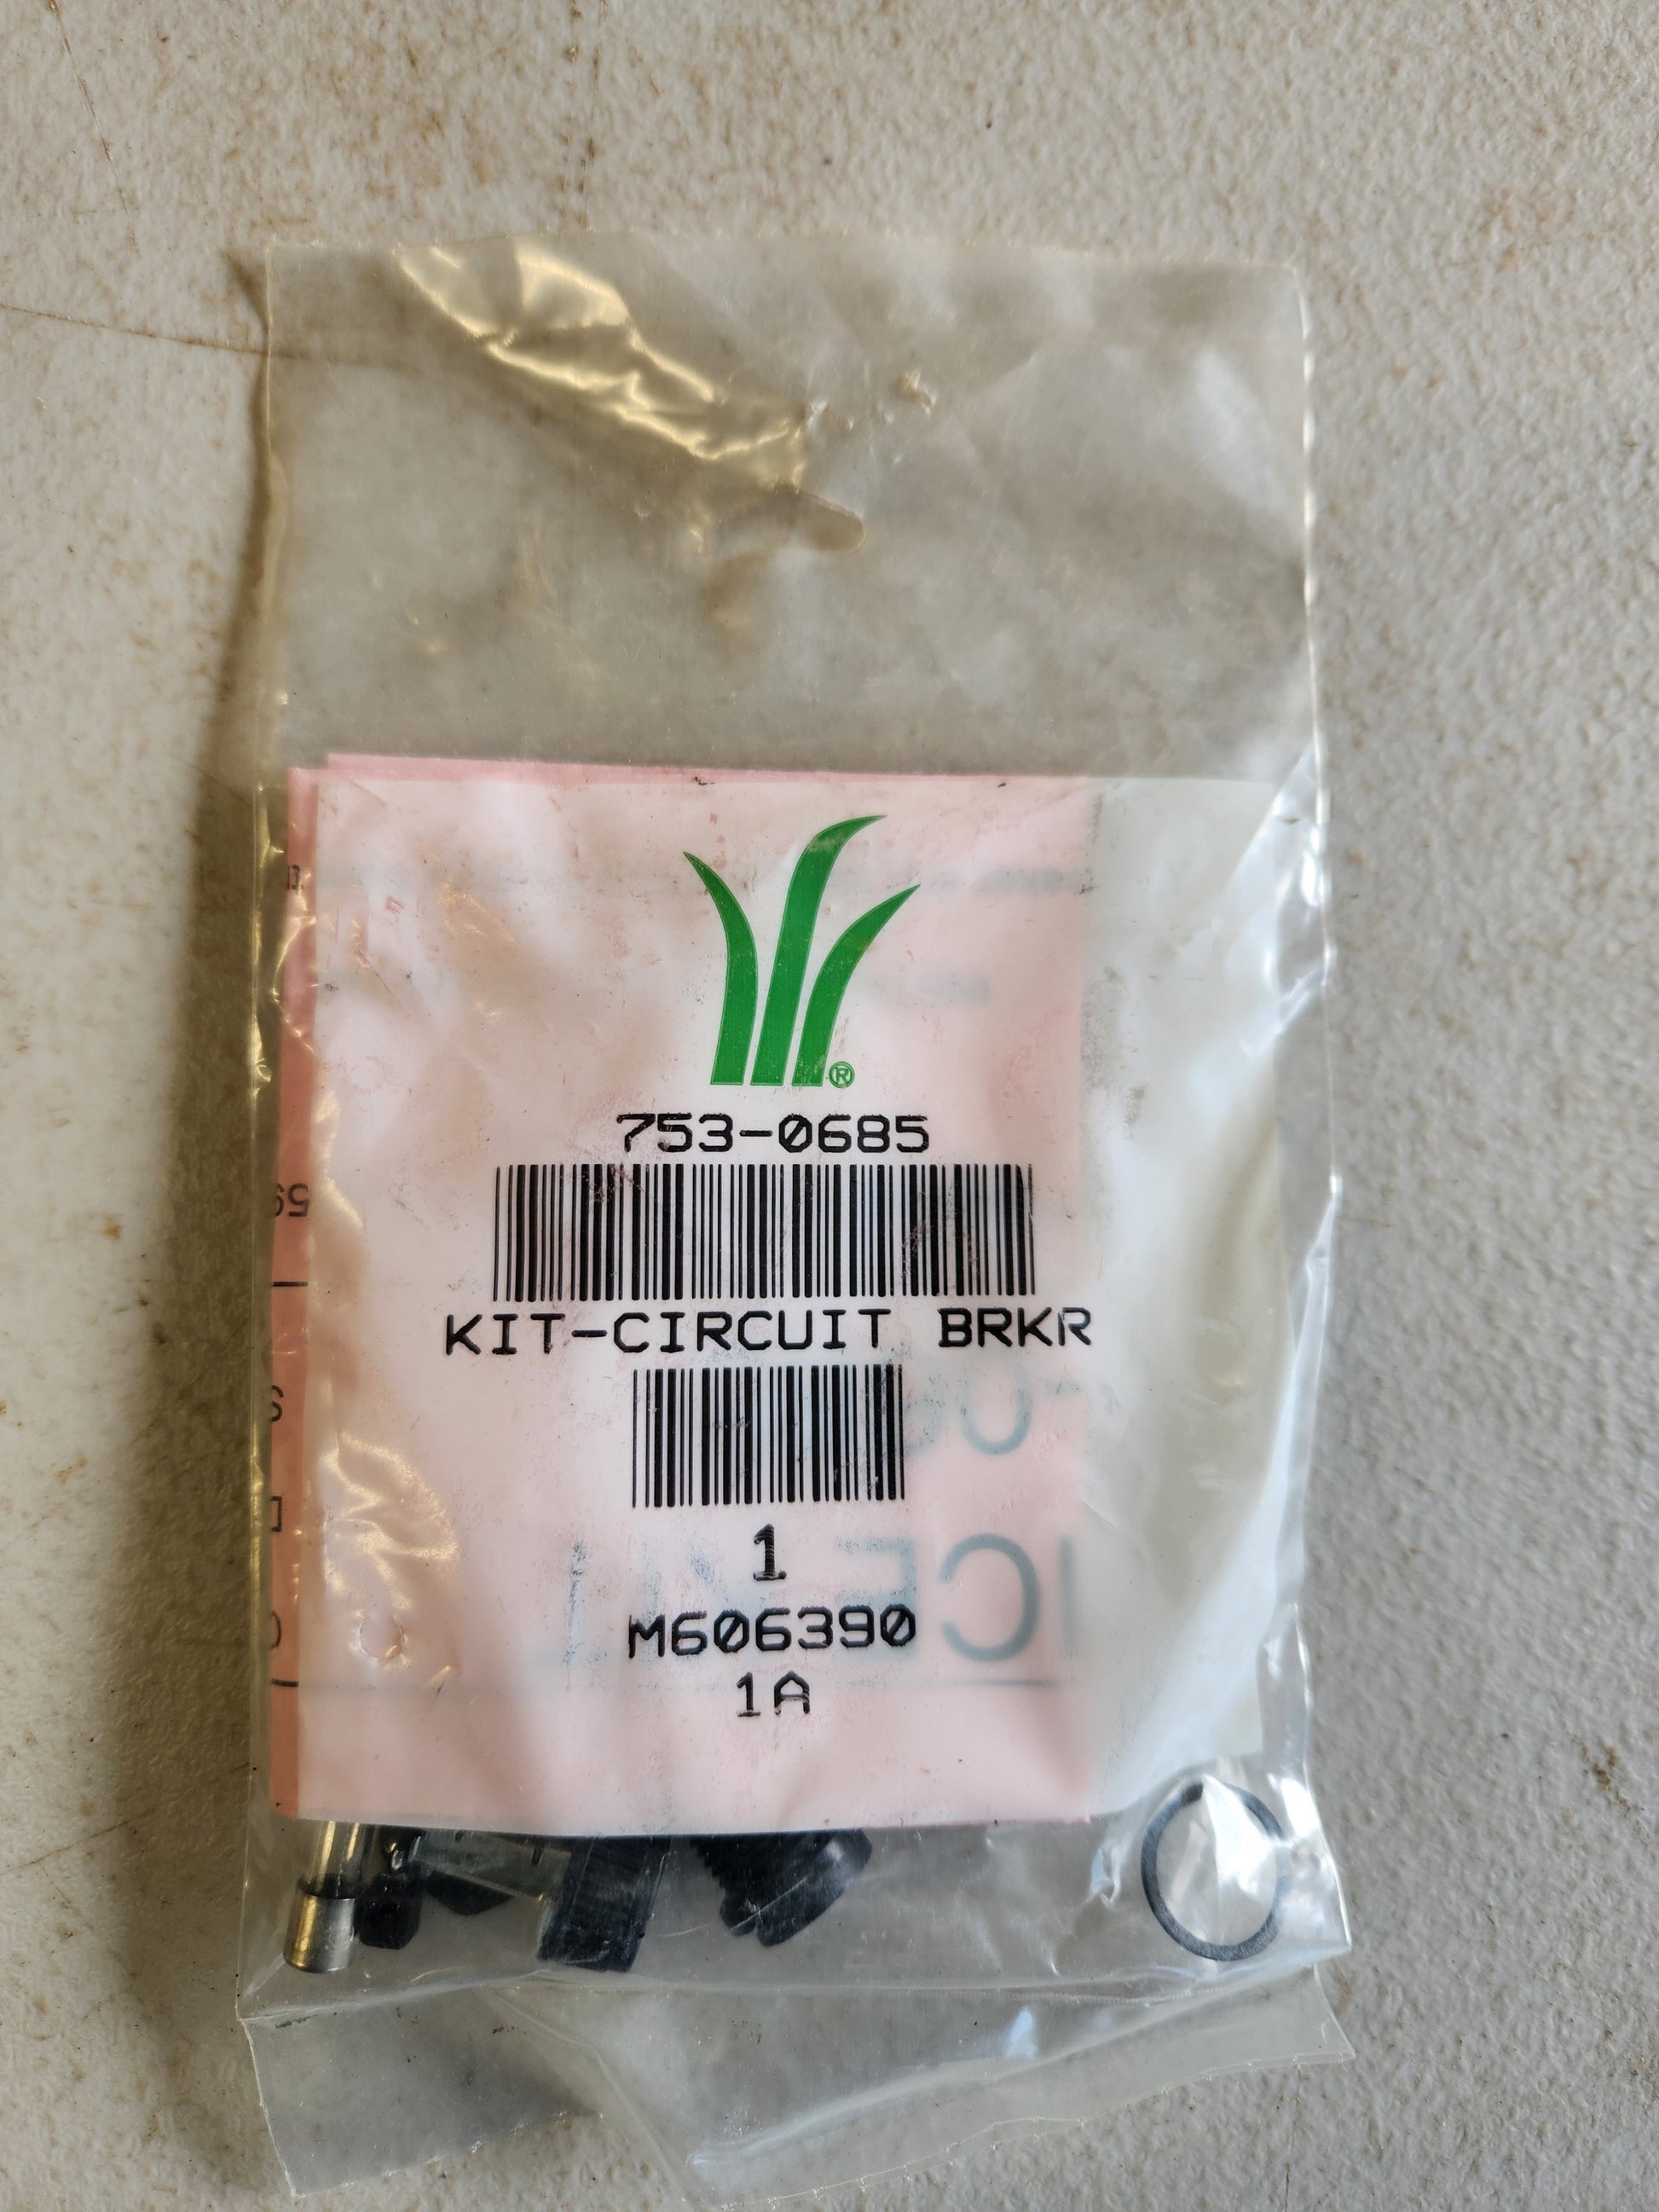 ®
753-0685
KIT-CIRCUIT BRKR
1
M606390
1A